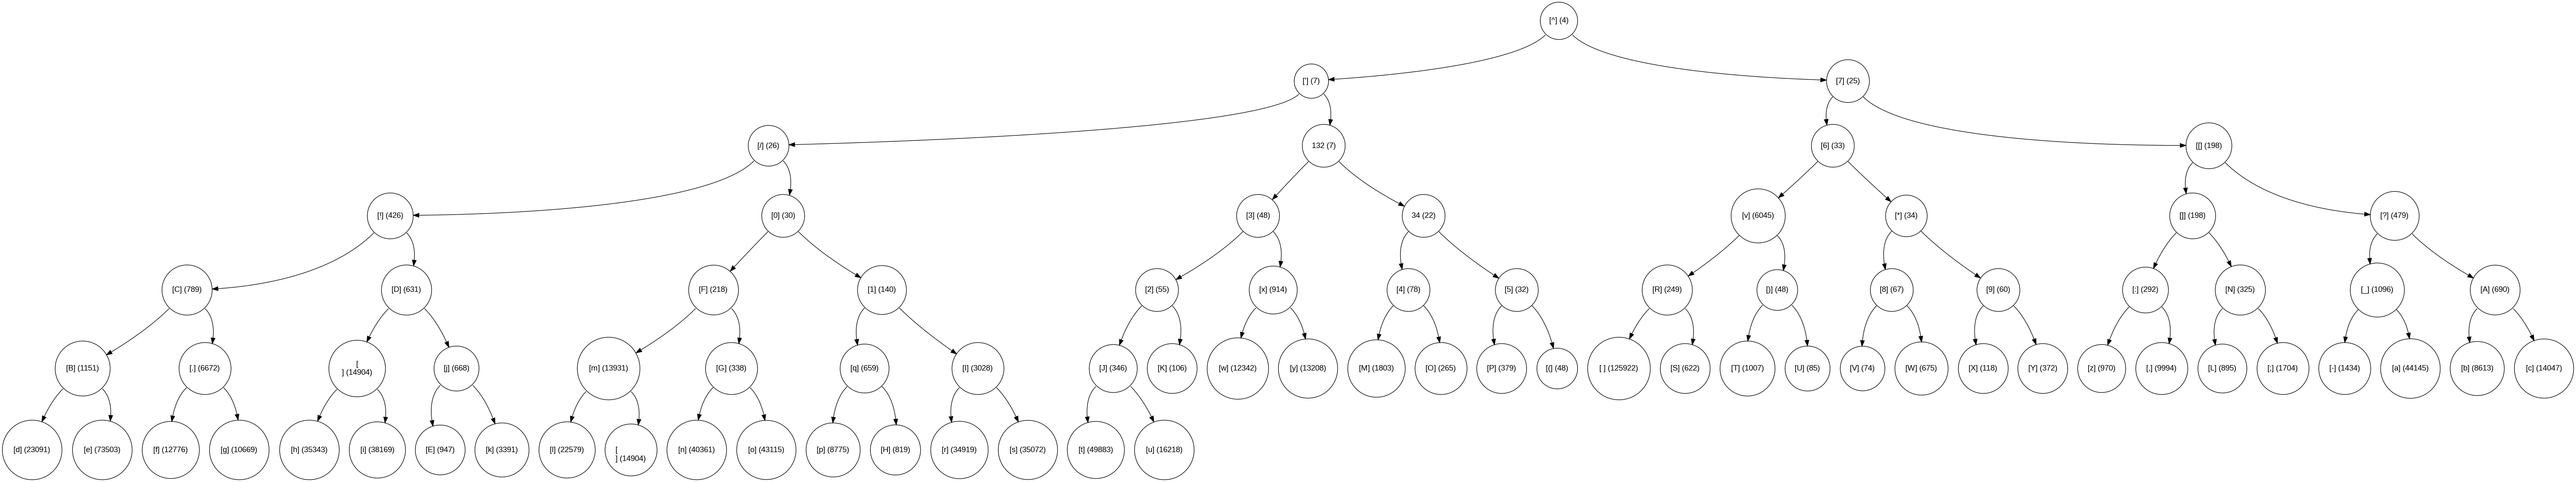 [^] (4)
['] (7)
[7] (25)
[/] (26)
132 (7)
[6] (33)
[[] (198)
[!] (426)
[0] (30)
[3] (48)
34 (22)
[v] (6045)
[*] (34)
[]] (198)
[?] (479)
[C] (789)
[D] (631)
[F] (218)
[1] (140)
[2] (55)
[x] (914)
[4] (78)
[5] (32)
[R] (249)
[)] (48)
[8] (67)
[9] (60)
[:] (292)
[N] (325)
[_] (1096)
[A] (690)
[B] (1151)
[.] (6672)
[
] (14904)
[j] (668)
[m] (13931)
[G] (338)
[q] (659)
[I] (3028)
[J] (346)
[K] (106)
[w] (12342)
[y] (13208)
[M] (1803)
[O] (265)
[P] (379)
[(] (48)
[ ] (125922)
[S] (622)
[T] (1007)
[U] (85)
[V] (74)
[W] (675)
[X] (118)
[Y] (372)
[z] (970)
[,] (9994)
[L] (895)
[;] (1704)
[-] (1434)
[a] (44145)
[b] (8613)
[c] (14047)
[d] (23091)
[e] (73503)
[f] (12776)
[g] (10669)
[h] (35343)
[i] (38169)
[E] (947)
[k] (3391)
[l] (22579)
[
] (14904)
[n] (40361)
[o] (43115)
[p] (8775)
[H] (819)
[r] (34919)
[s] (35072)
[t] (49883)
[u] (16218)